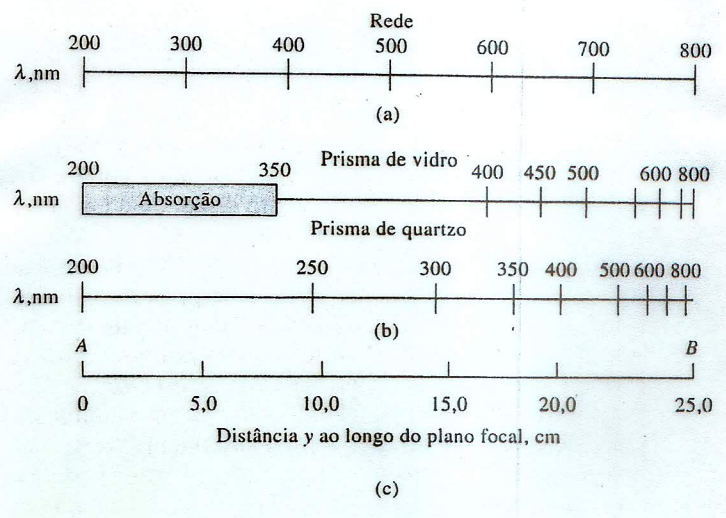 Rede
200 300 400 500 600 700 800
λ,nm
(a)
Prisma de vidro
200 350 400 450 500 600 800
λ,nm Absorção
Prisma de quartzo
200 250 300 350 400 500 600 800
λ,nm
(b)
A B
0 5,0 10,0 15,0 20,0 25,0
Distância y ao longo do plano focal, cm
(c)